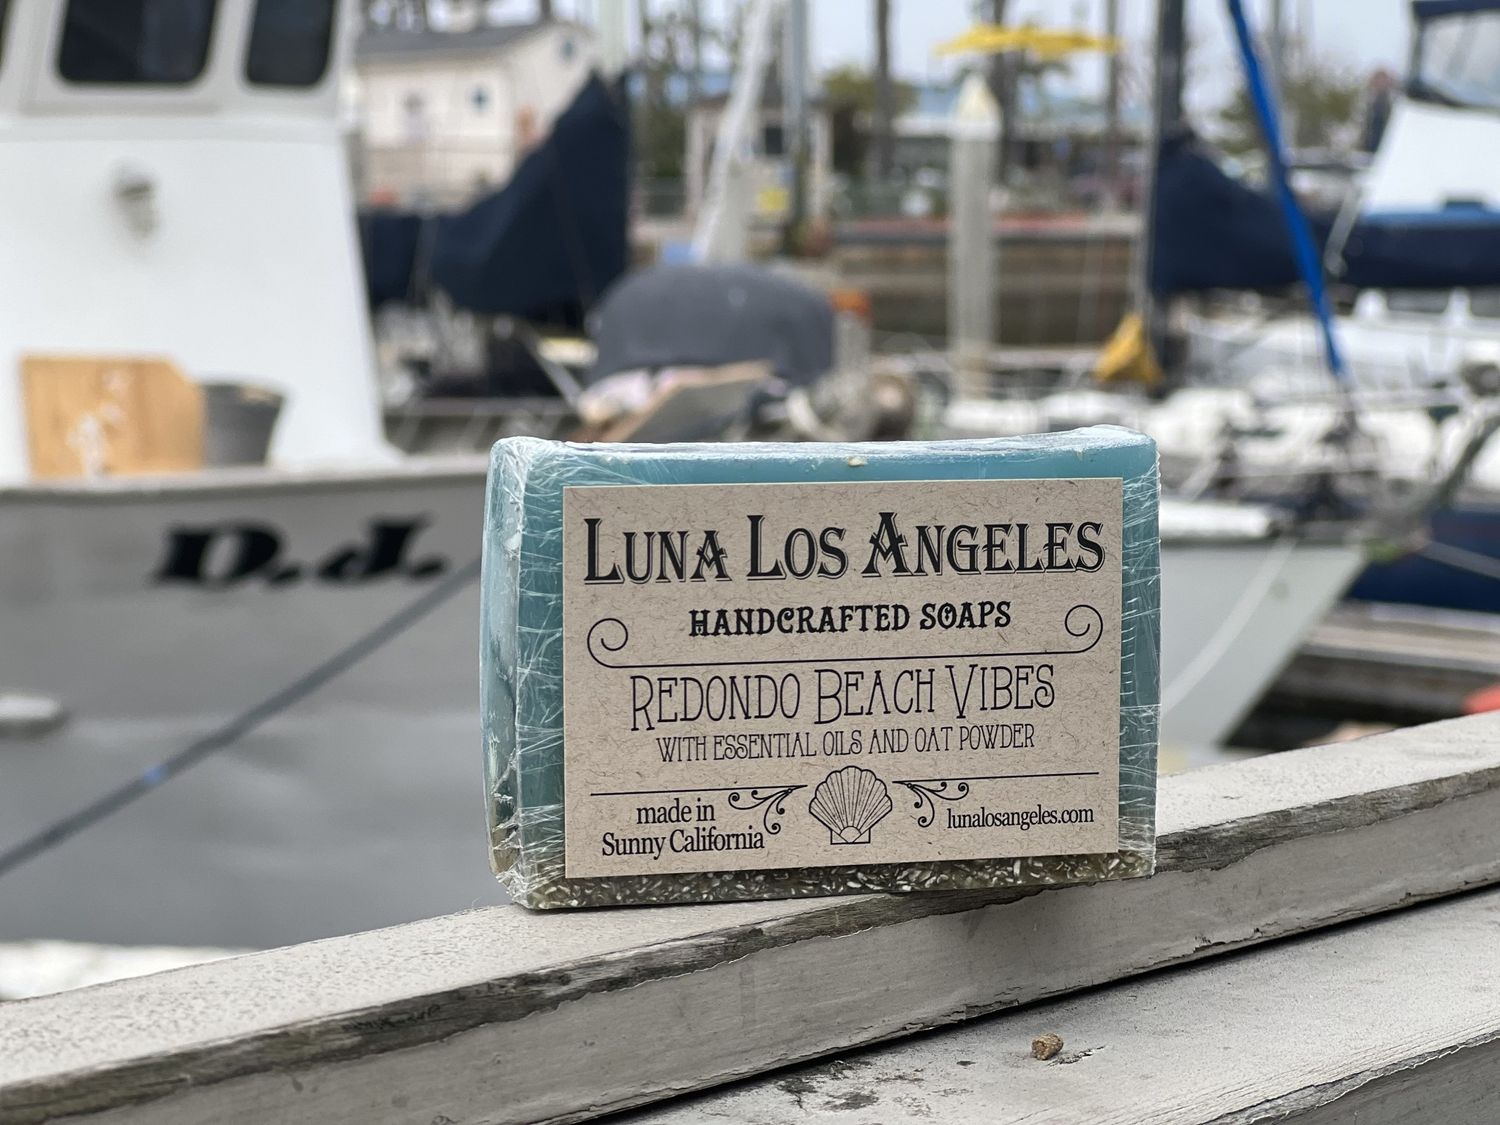 D.J.
LUNA LOS ANGELES
HANDCRAFTED SOAPS
REDONDO BEACH VIBES
WITH ESSENTIAL OILS AND OAT POWDER
made in
Sunny California
lunalosangeles.com